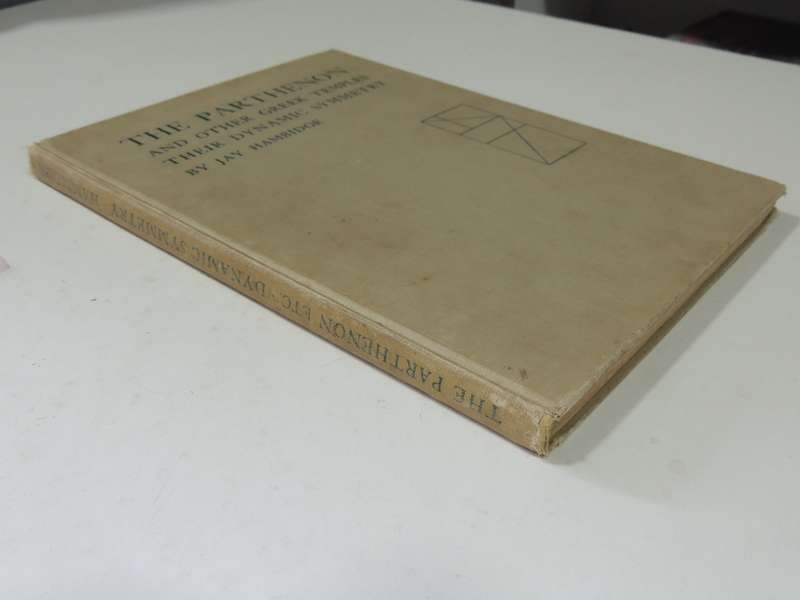 THE PARTHENON
AND OTHER GREEK TEMPLES
THEIR DYNAMIC SYMMETRY
BY JAY HAMBIDGE
THE PARTHENON ETC. DYNAMIC SYMMETRY